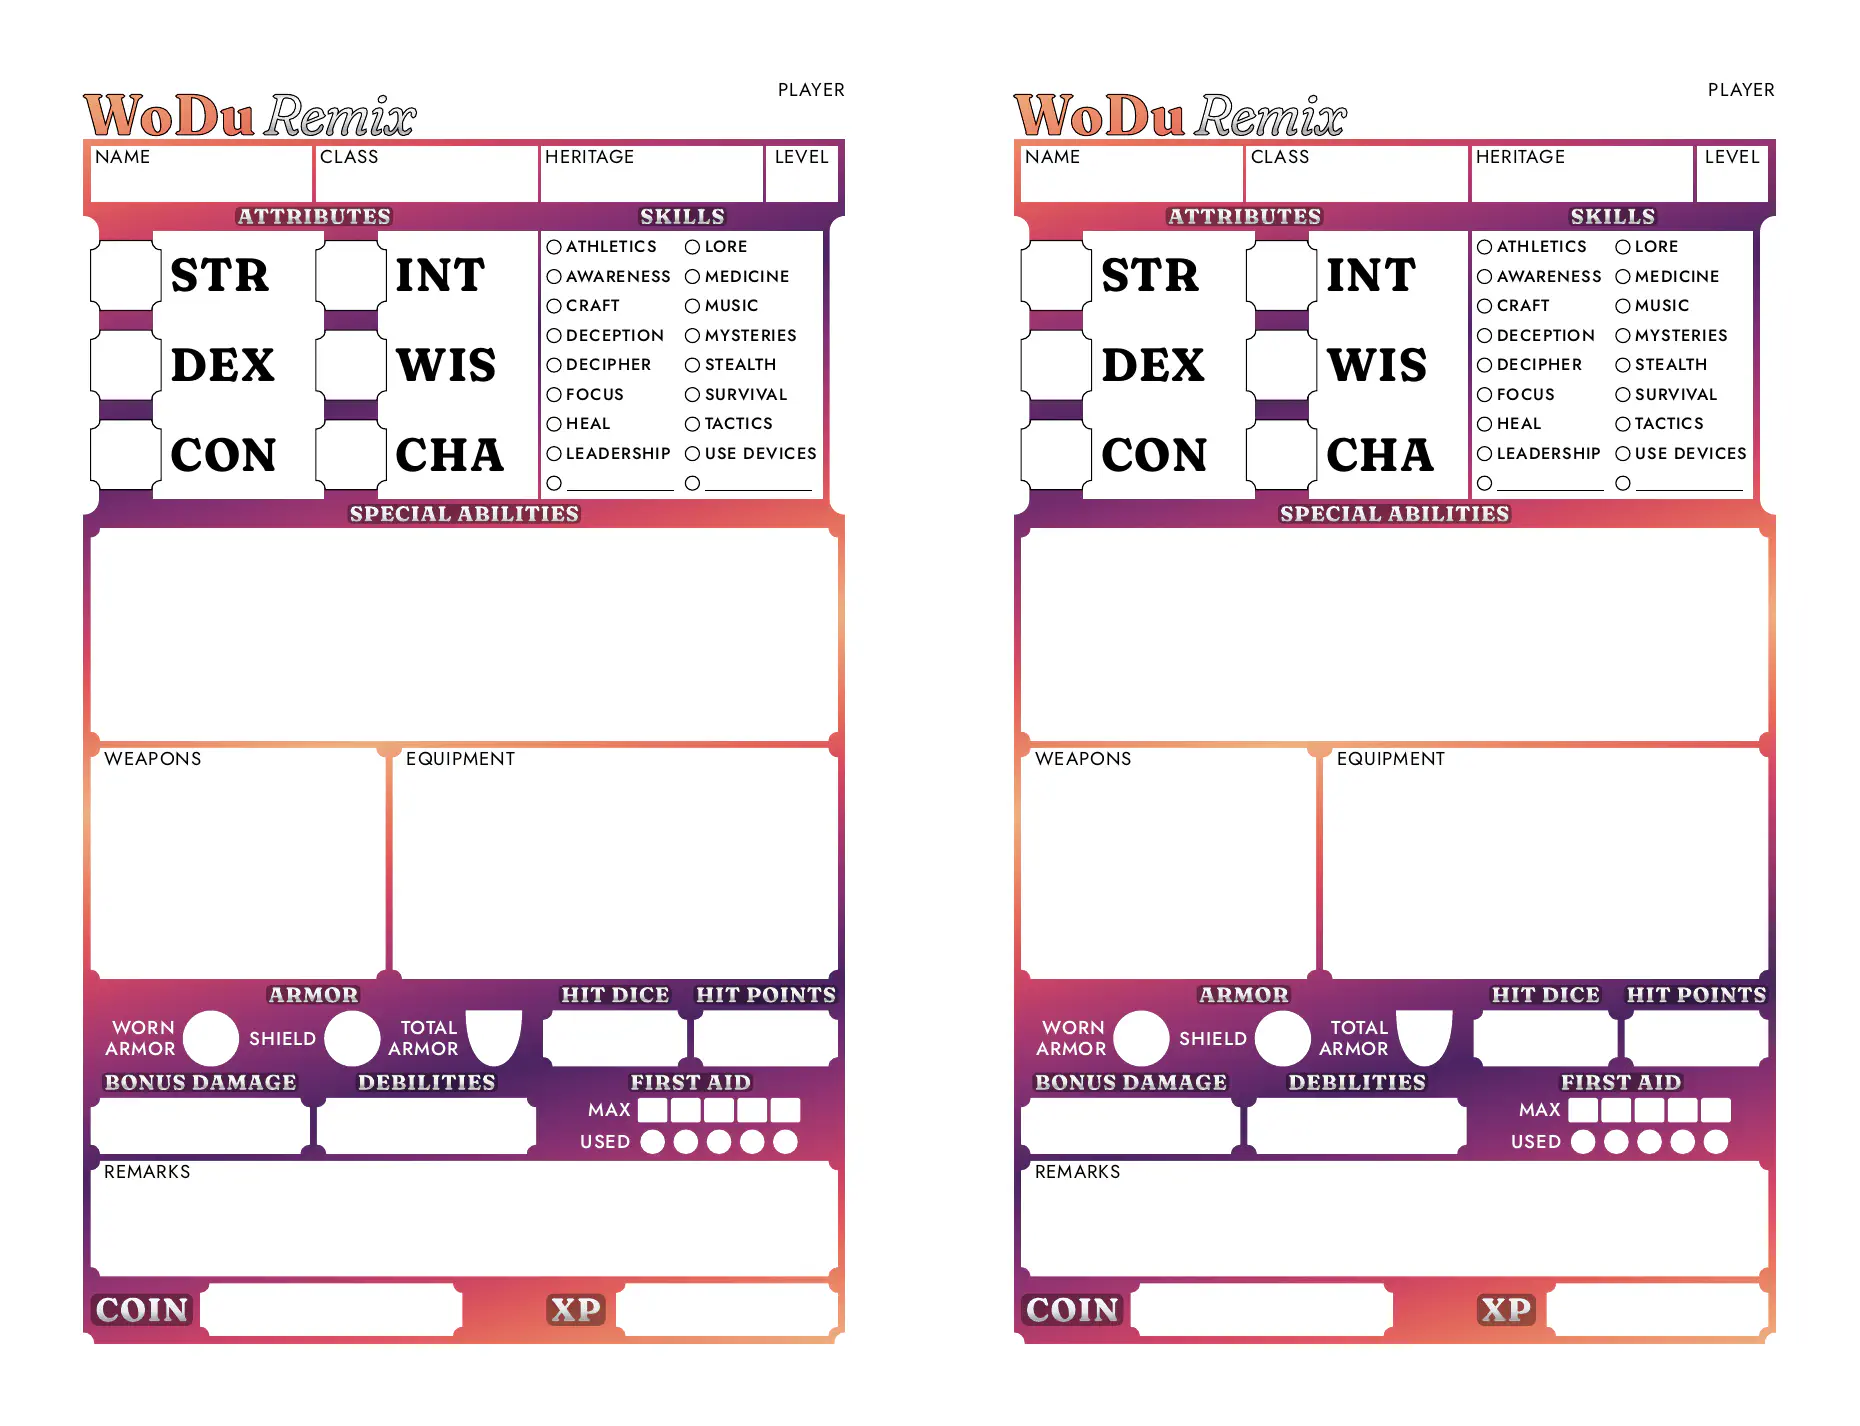 PLAYER
WoDu Remix
NAME CLASS HERITAGE LEVEL
ATTRIBUTES SKILLS
STR INT
DEX WIS
CON CHA
ATHLETICS LORE
AWARENESS MEDICINE
CRAFT MUSIC
DECEPTION MYSTERIES
DECIPHER STEALTH
FOCUS SURVIVAL
HEAL TACTICS
LEADERSHIP USE DEVICES
SPECIAL ABILITIES
WEAPONS EQUIPMENT
ARMOR HIT DICE HIT POINTS
WORN ARMOR SHIELD TOTAL ARMOR
BONUS DAMAGE DEBILITIES FIRST AID
MAX
USED
REMARKS
COIN XP
PLAYER
WoDu Remix
NAME CLASS HERITAGE LEVEL
ATTRIBUTES SKILLS
STR INT
DEX WIS
CON CHA
ATHLETICS LORE
AWARENESS MEDICINE
CRAFT MUSIC
DECEPTION MYSTERIES
DECIPHER STEALTH
FOCUS SURVIVAL
HEAL TACTICS
LEADERSHIP USE DEVICES
SPECIAL ABILITIES
WEAPONS EQUIPMENT
ARMOR HIT DICE HIT POINTS
WORN ARMOR SHIELD TOTAL ARMOR
BONUS DAMAGE DEBILITIES FIRST AID
MAX
USED
REMARKS
COIN XP